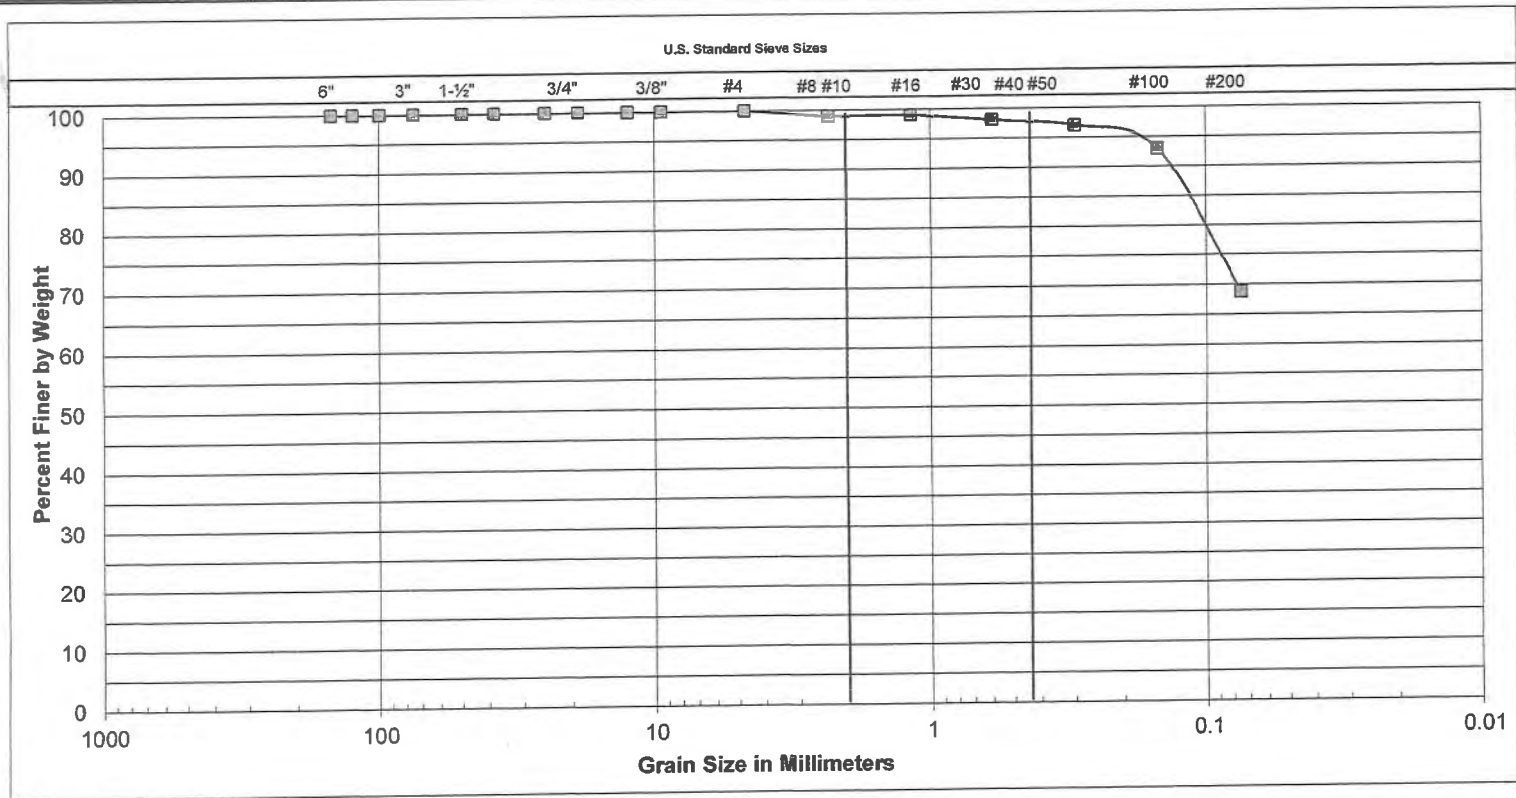 U.S. Standard Sieve Sizes
6" 3" 1-½" 3/4" 3/8" #4 #8 #10 #16 #30 #40 #50 #100 #200
100
90
80
70
60
50
40
30
20
10
0
Percent Finer by Weight
1000 100 10 1 0.1 0.01
Grain Size in Millimeters